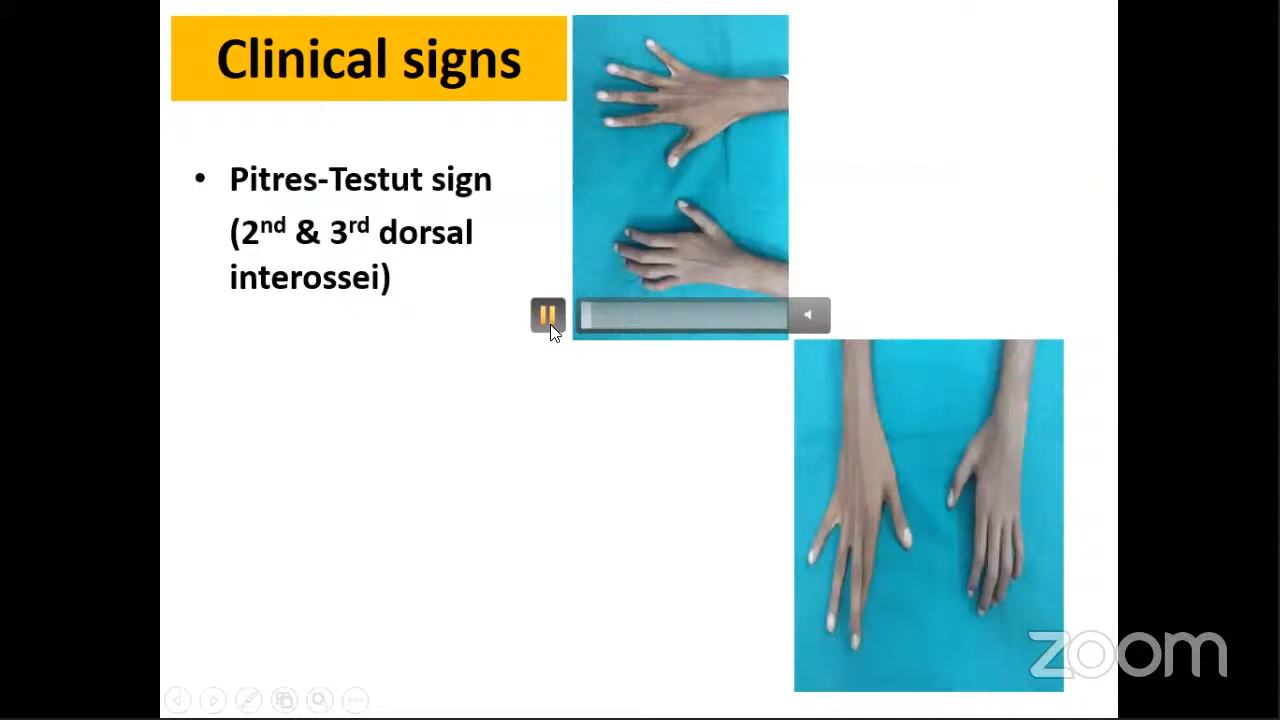 Clinical signs
• Pitres-Testut sign
(2nd & 3rd dorsal
interossei)
zoom